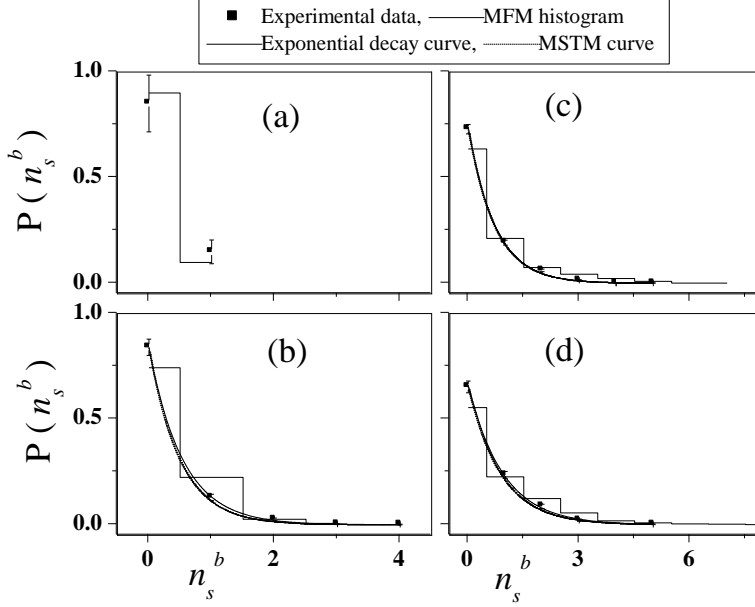 Experimental data, MFM histogram
Exponential decay curve, MSTM curve
1.0
(a)
(c)
P ( n_s^b )
0.5
0.0
1.0
(b)
(d)
P ( n_s^b )
0.5
0.0
0 2 4 0 3 6
n_s^b n_s^b